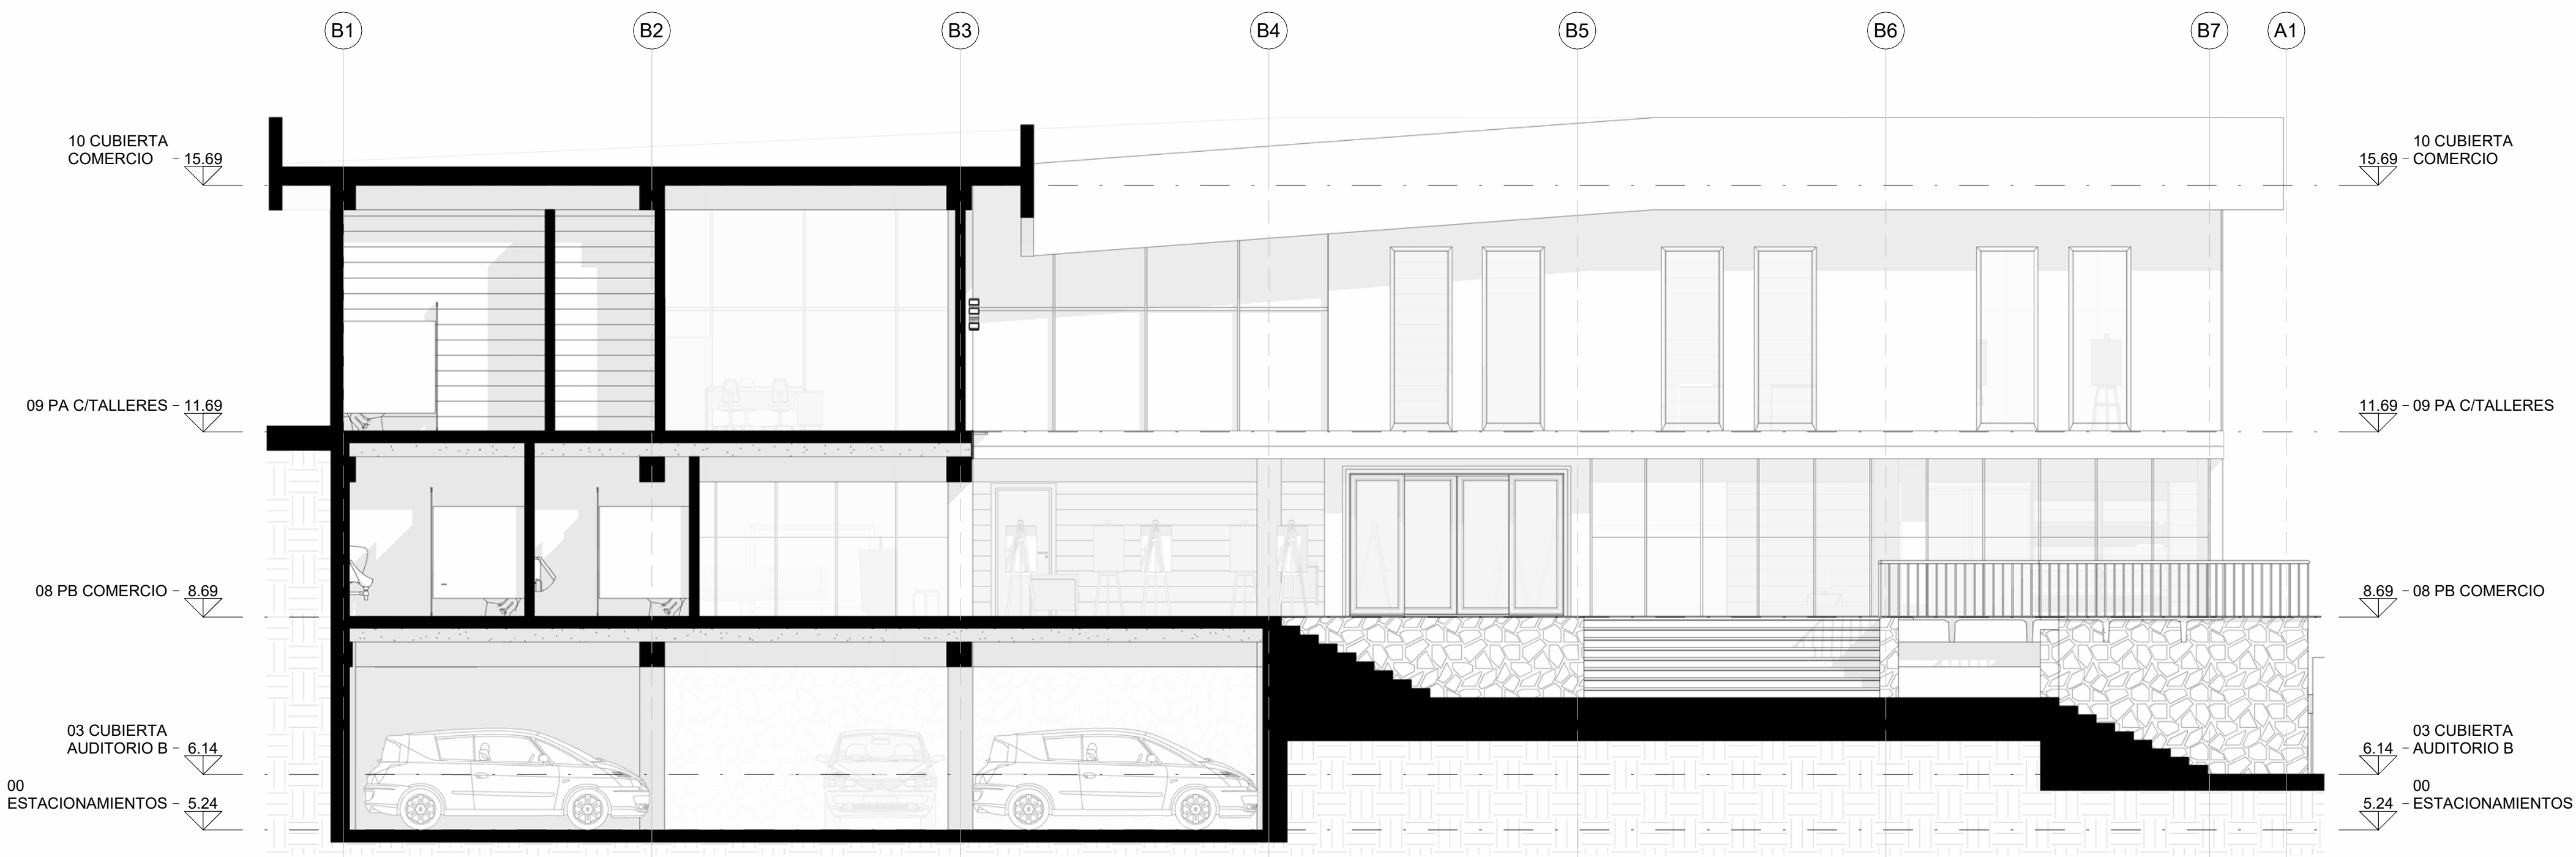 B1 B2 B3 B4 B5 B6 B7 A1
10 CUBIERTA
COMERCIO 15.69
10 CUBIERTA
15.69 COMERCIO
09 PA C/TALLERES 11.69
11.69 09 PA C/TALLERES
08 PB COMERCIO 8.69
8.69 08 PB COMERCIO
03 CUBIERTA
AUDITORIO B 6.14
03 CUBIERTA
6.14 AUDITORIO B
00
ESTACIONAMIENTOS 5.24
00
5.24 ESTACIONAMIENTOS